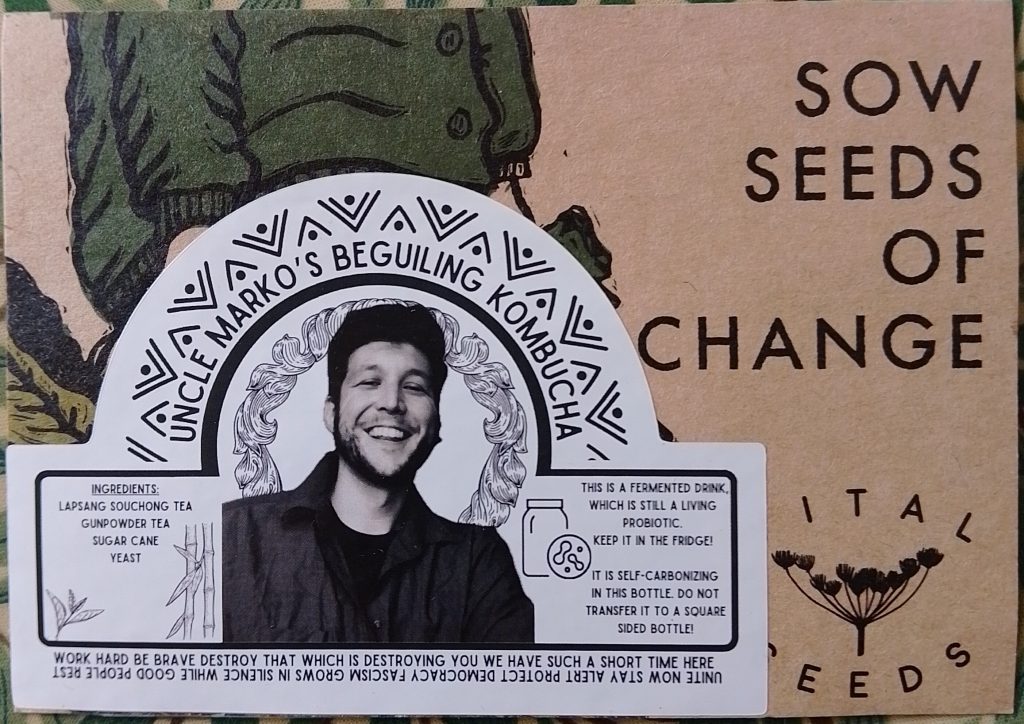 SOW
SEEDS
OF
CHANGE
UNCLE MARKO'S BEGUILING KOMBUCHA
INGREDIENTS:
LAPSANG SOUCHONG TEA
GUNPOWDER TEA
SUGAR CANE
YEAST
THIS IS A FERMENTED DRINK,
WHICH IS STILL A LIVING
PROBIOTIC.
KEEP IT IN THE FRIDGE!
IT IS SELF-CARBONIZING
IN THIS BOTTLE. DO NOT
TRANSFER IT TO A SQUARE
SIDED BOTTLE!
WORK HARD BE BRAVE DESTROY THAT WHICH IS DESTROYING YOU WE HAVE SUCH A SHORT TIME HERE
UNITE NOW STAY ALERT PROTECT DEMOCRACY FASCISM GROWS IN SILENCE WHILE GOOD PEOPLE REST
ITAL
EEDS